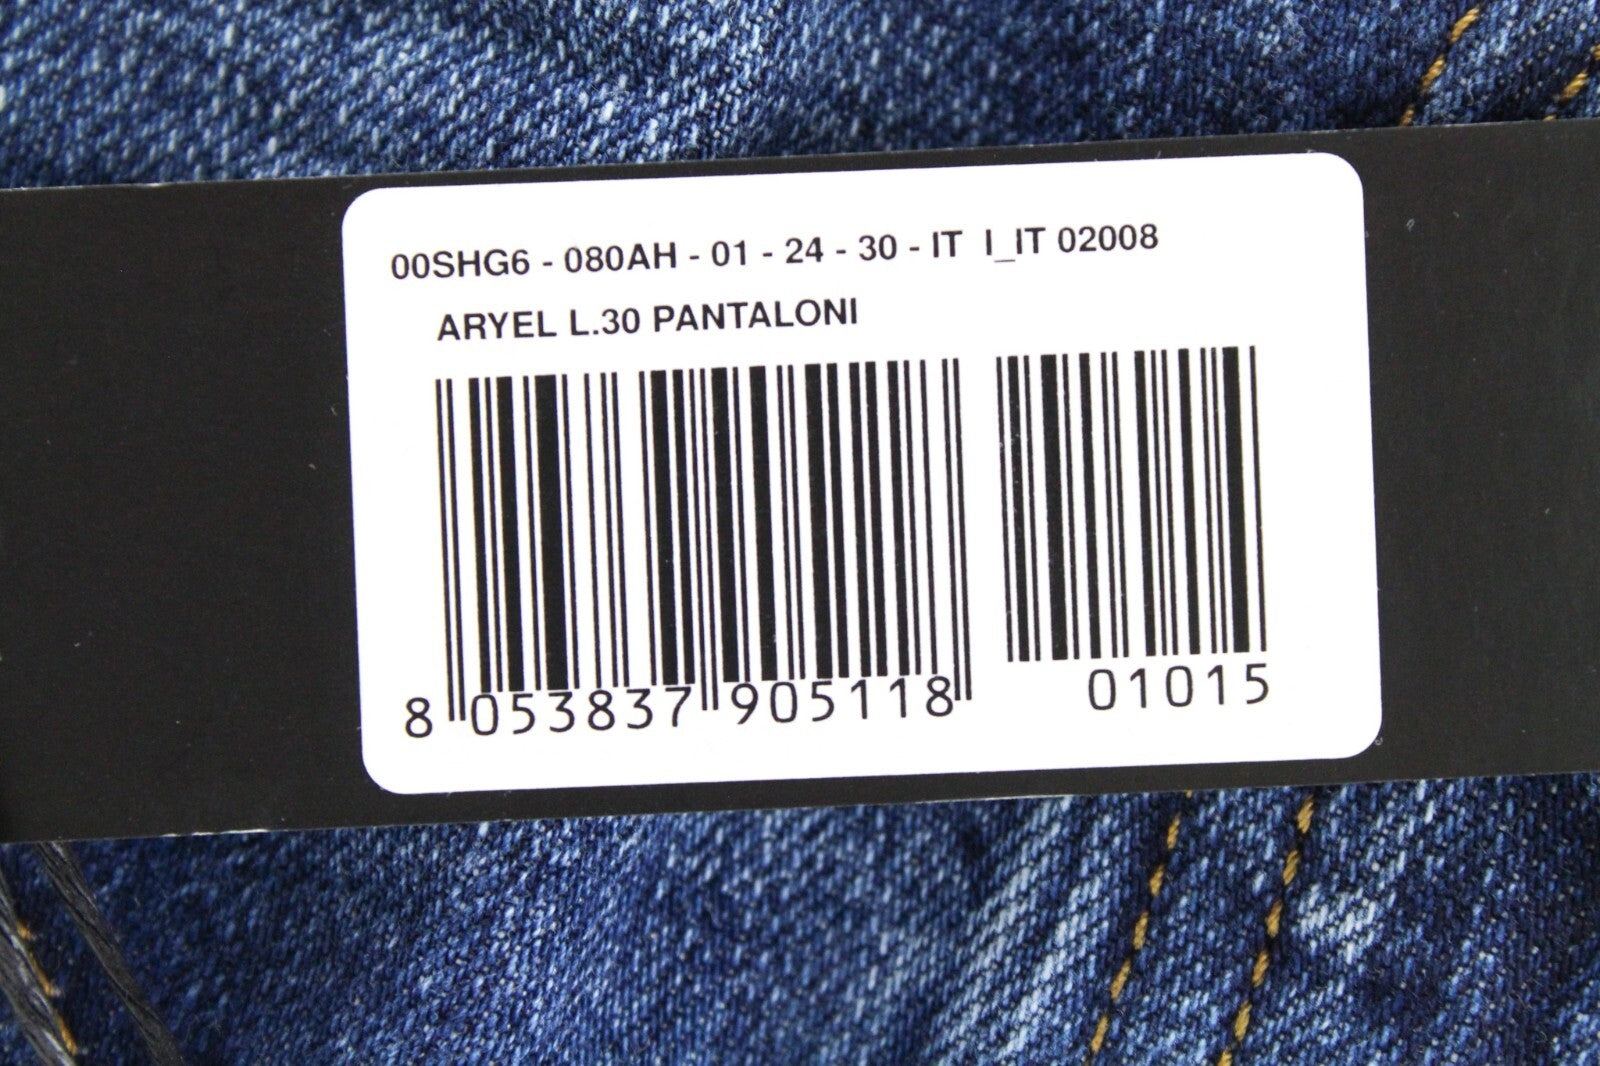 00SHG6 - 080AH - 01 - 24 - 30 - IT I_IT 02008
ARYEL L.30 PANTALONI
8 053837 905118 01015